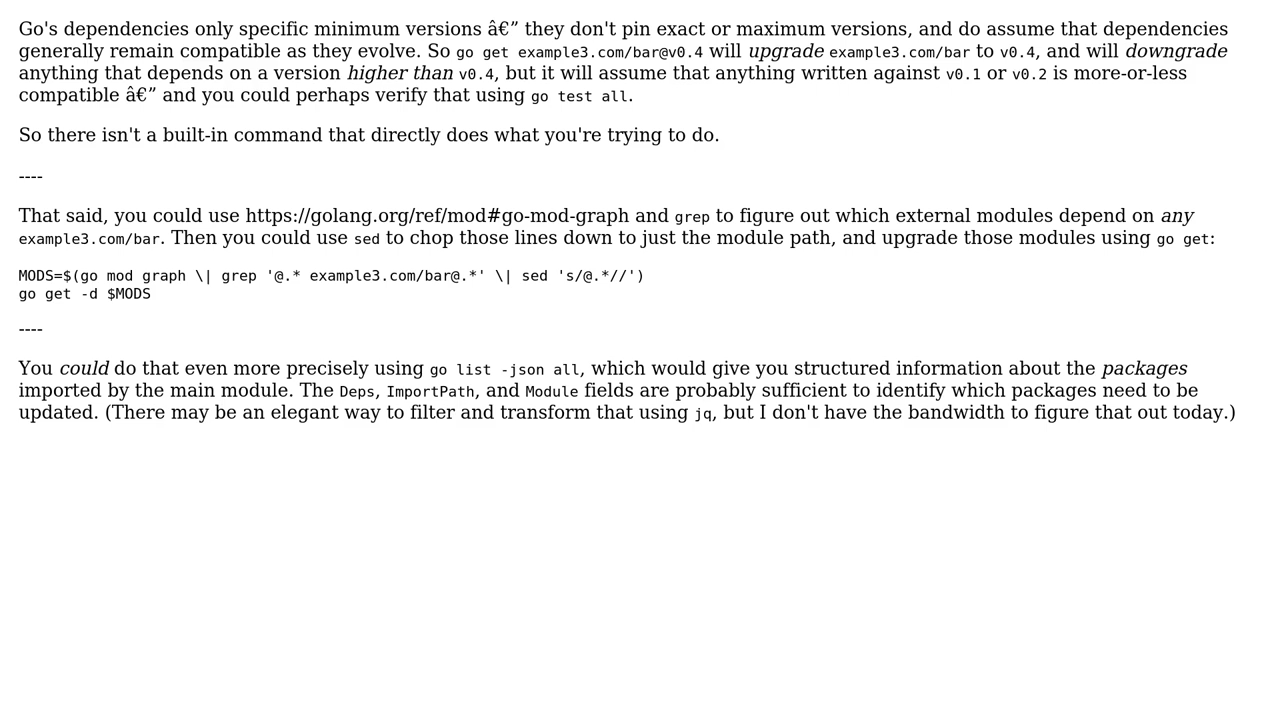 Go's dependencies only specific minimum versions â€” they don't pin exact or maximum versions, and do assume that dependencies
generally remain compatible as they evolve. So go get example3.com/bar@v0.4 will upgrade example3.com/bar to v0.4, and will downgrade
anything that depends on a version higher than v0.4, but it will assume that anything written against v0.1 or v0.2 is more-or-less
compatible â€” and you could perhaps verify that using go test all.
So there isn't a built-in command that directly does what you're trying to do.
----
That said, you could use https://golang.org/ref/mod#go-mod-graph and grep to figure out which external modules depend on any
example3.com/bar. Then you could use sed to chop those lines down to just the module path, and upgrade those modules using go get:
MODS=$(go mod graph \| grep '@.* example3.com/bar@.*' \| sed 's/@.*//')
go get -d $MODS
----
You could do that even more precisely using go list -json all, which would give you structured information about the packages
imported by the main module. The Deps, ImportPath, and Module fields are probably sufficient to identify which packages need to be
updated. (There may be an elegant way to filter and transform that using jq, but I don't have the bandwidth to figure that out today.)